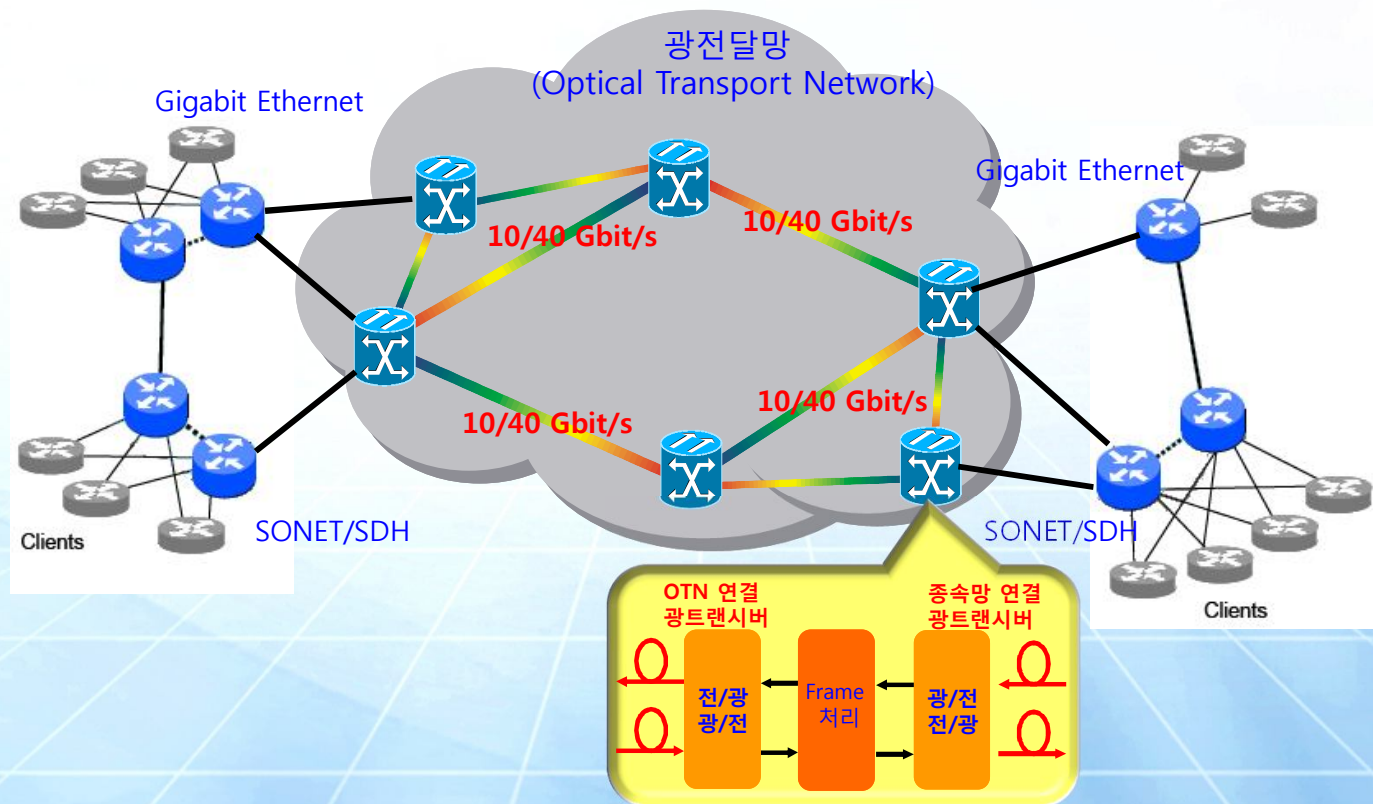 광전달망
(Optical Transport Network)
Gigabit Ethernet
Gigabit Ethernet
10/40 Gbit/s
10/40 Gbit/s
10/40 Gbit/s
10/40 Gbit/s
SONET/SDH
SONET/SDH
Clients
Clients
OTN 연결
광트랜시버
종속망 연결
광트랜시버
전/광
광/전
Frame
처리
광/전
전/광